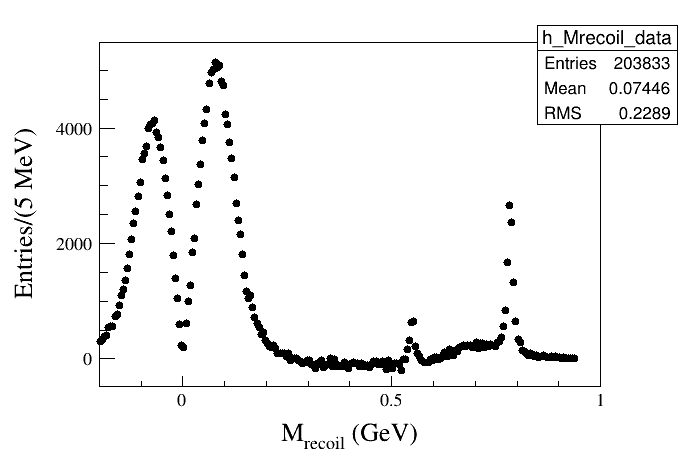 h_Mrecoil_data
Entries 203833
Mean 0.07446
RMS 0.2289
Entries/(5 MeV)
4000
2000
0
0 0.5 1
M_recoil (GeV)